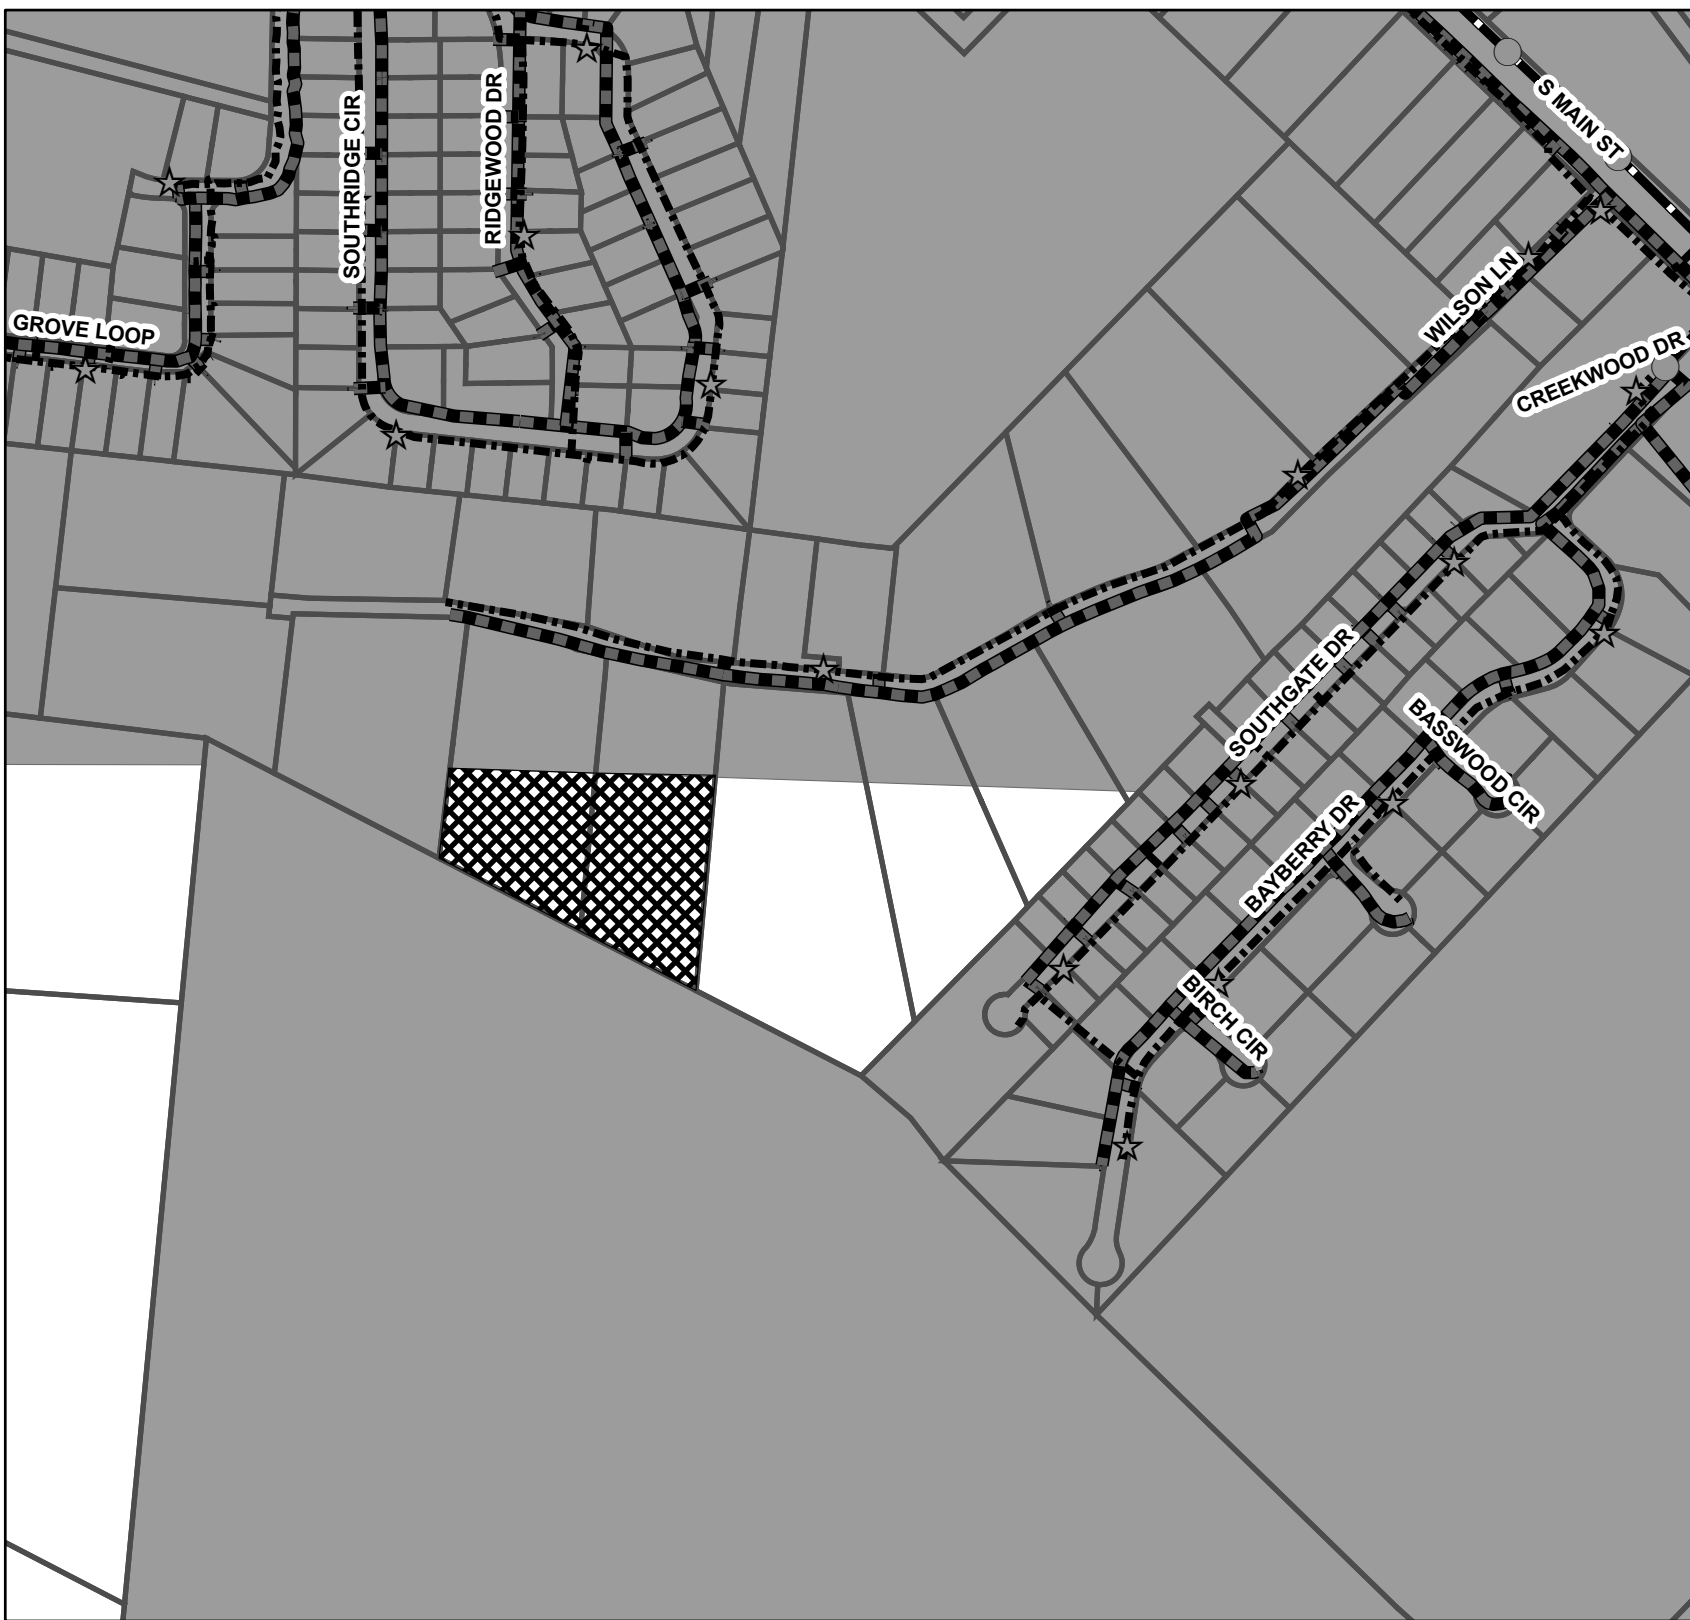 S MAIN ST
SOUTHRIDGE CIR
RIDGEWOOD DR
GROVE LOOP
WILSON LN
CREEKWOOD DR
SOUTHGATE DR
BASSWOOD CIR
BAYBERRY DR
BIRCH CIR